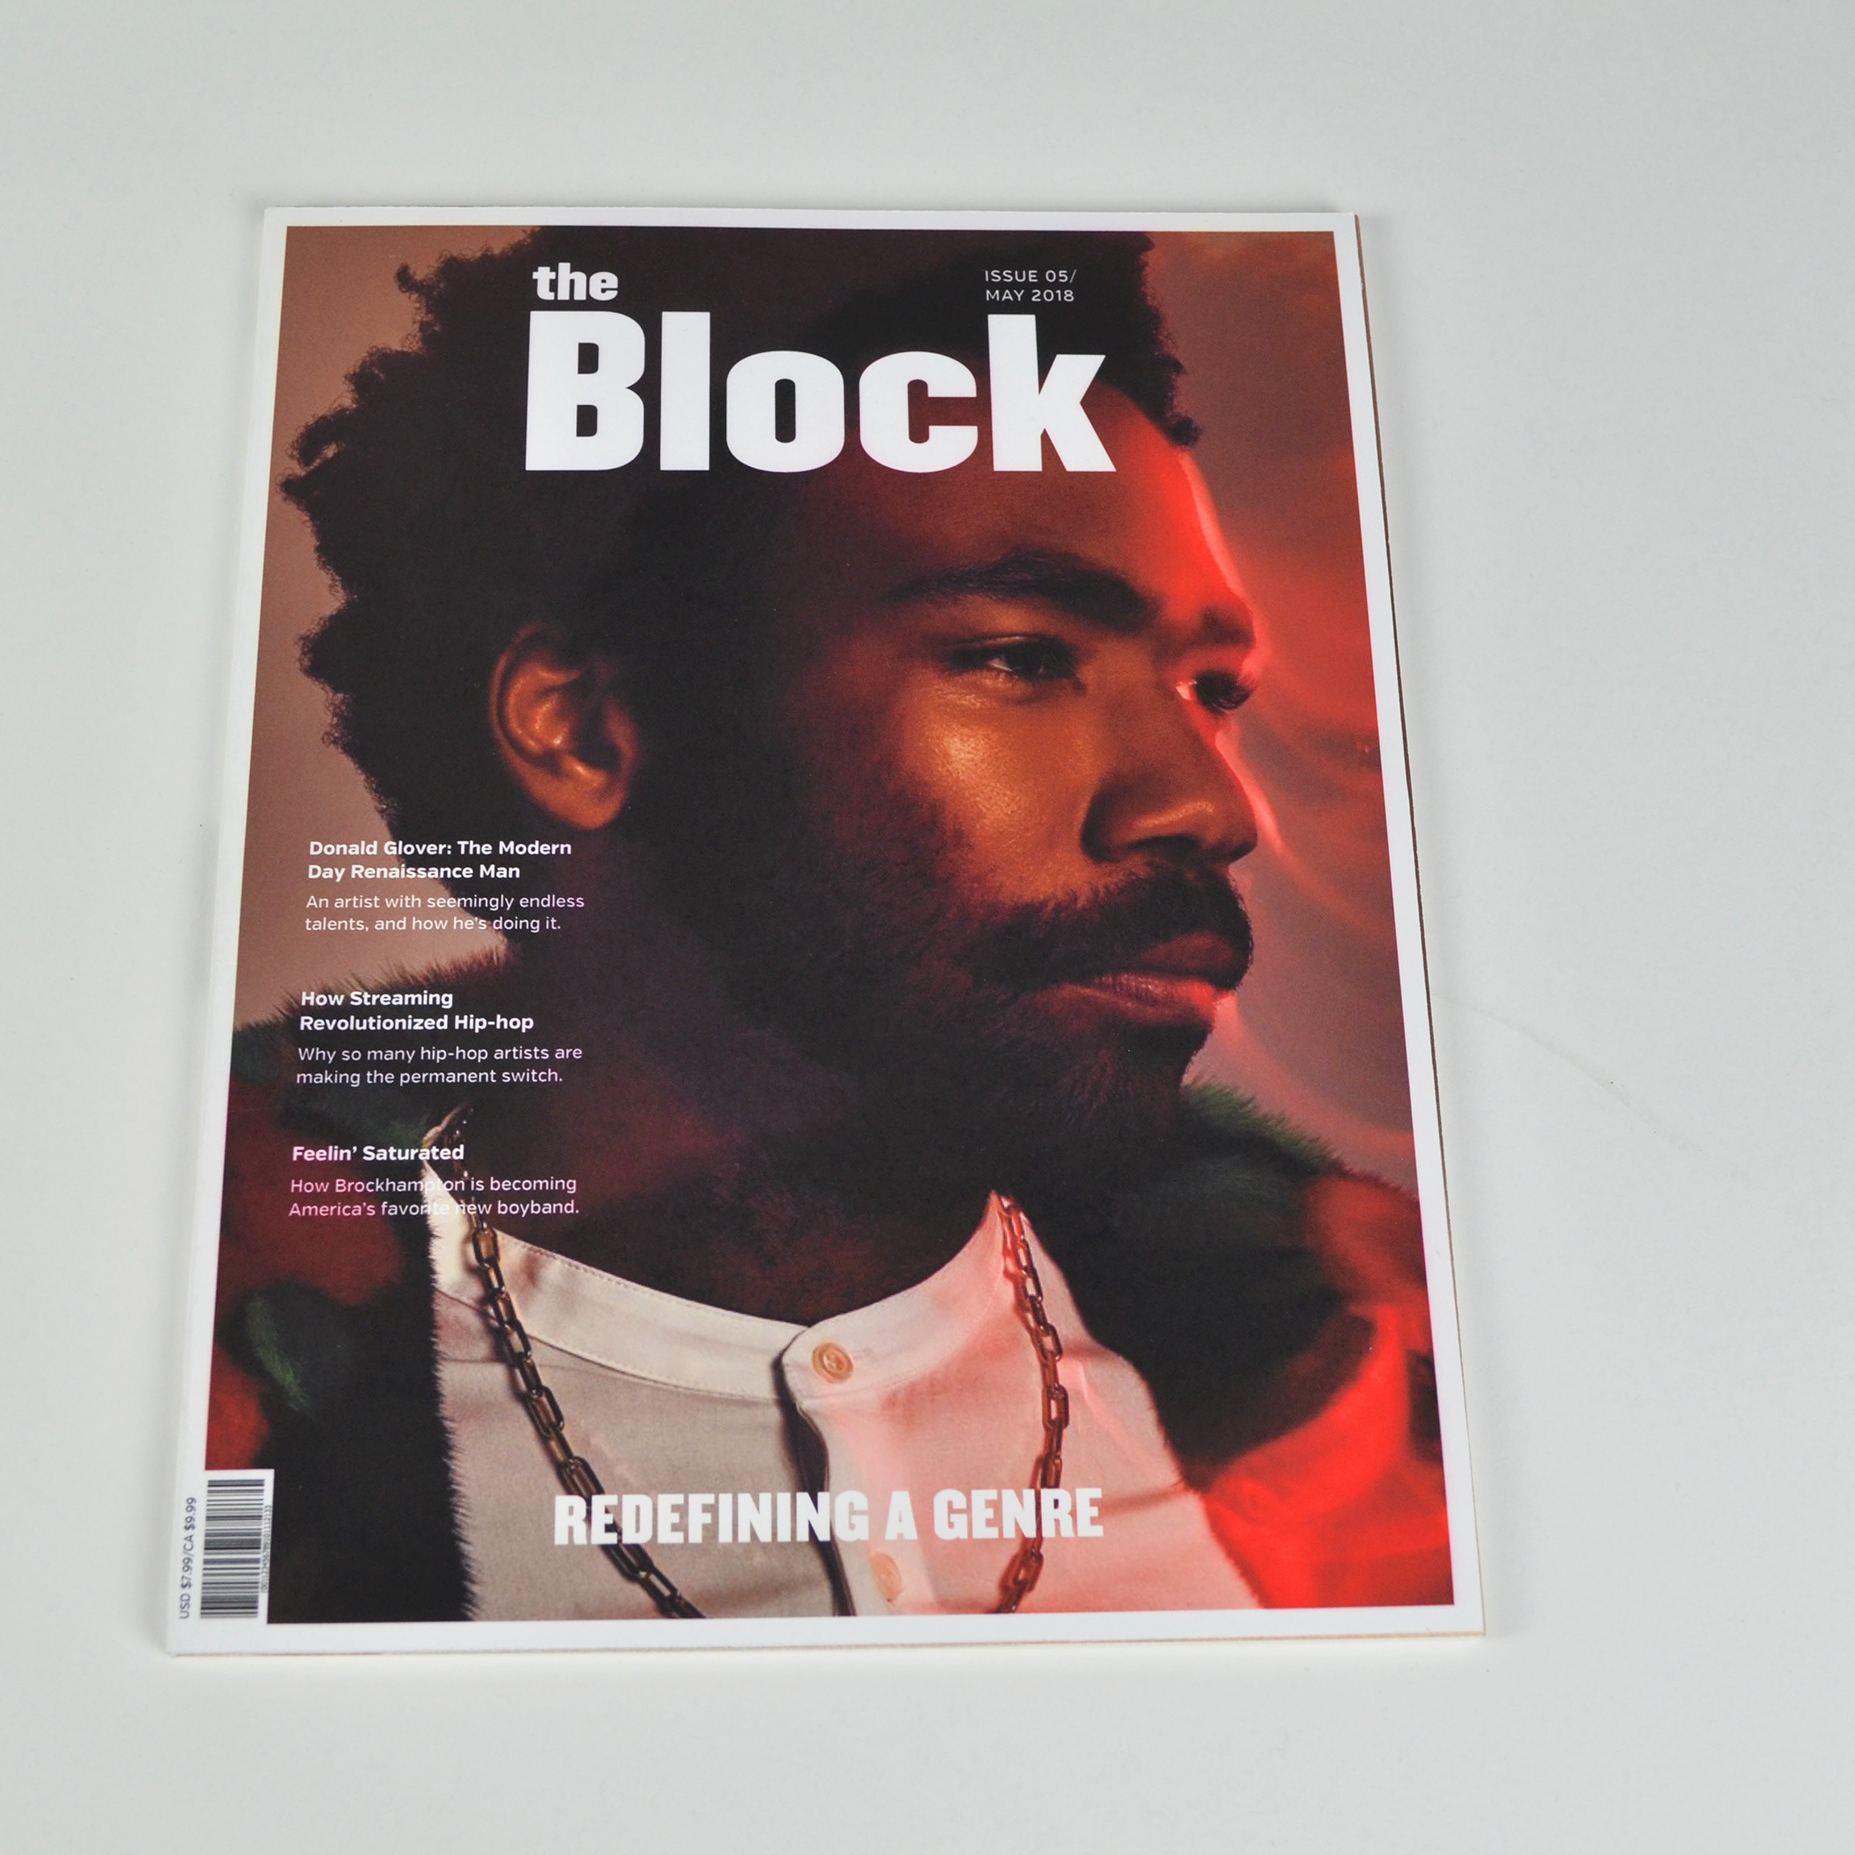 the
ISSUE 05/
MAY 2018
Block
Donald Glover: The Modern
Day Renaissance Man
An artist with seemingly endless
talents, and how he's doing it.
How Streaming
Revolutionized Hip-hop
Why so many hip-hop artists are
making the permanent switch.
Feelin' Saturated
How Brockhampton is becoming
America's favorite new boyband.
REDEFINING A GENRE
USD $7.99/CA $9.99